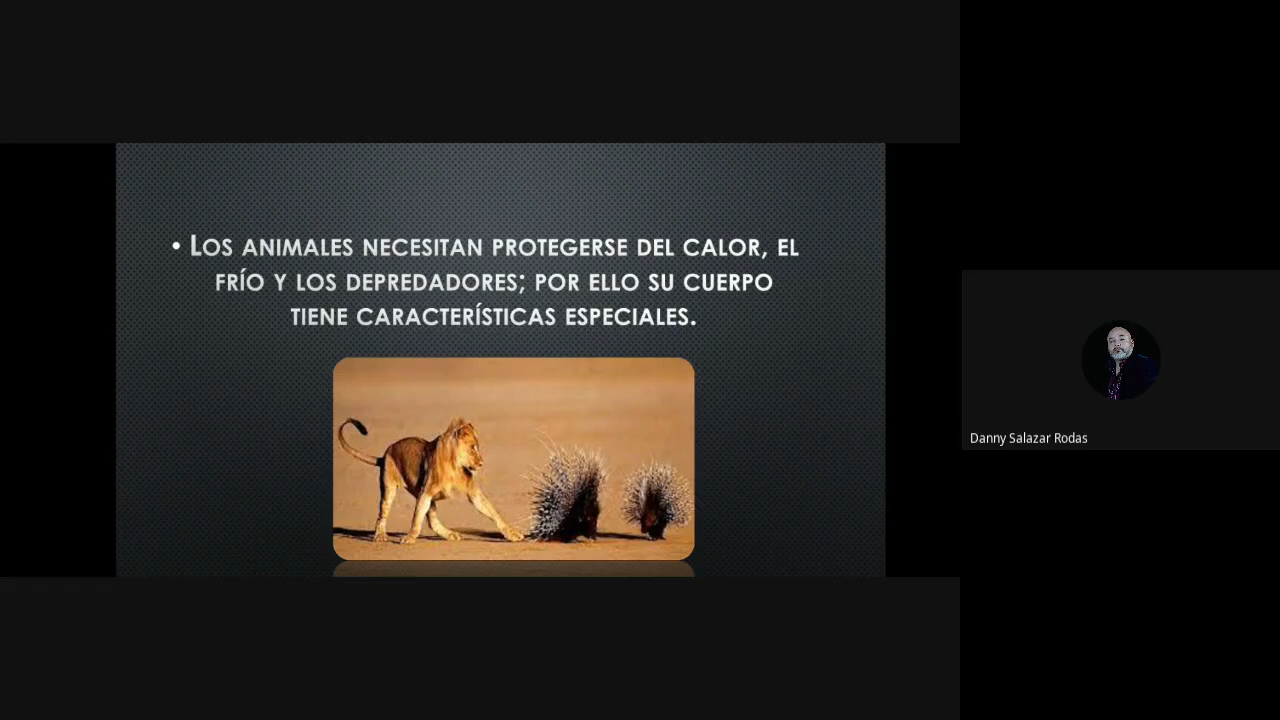 • Los animales necesitan protegerse del calor, el
frío y los depredadores; por ello su cuerpo
tiene características especiales.
Danny Salazar Rodas